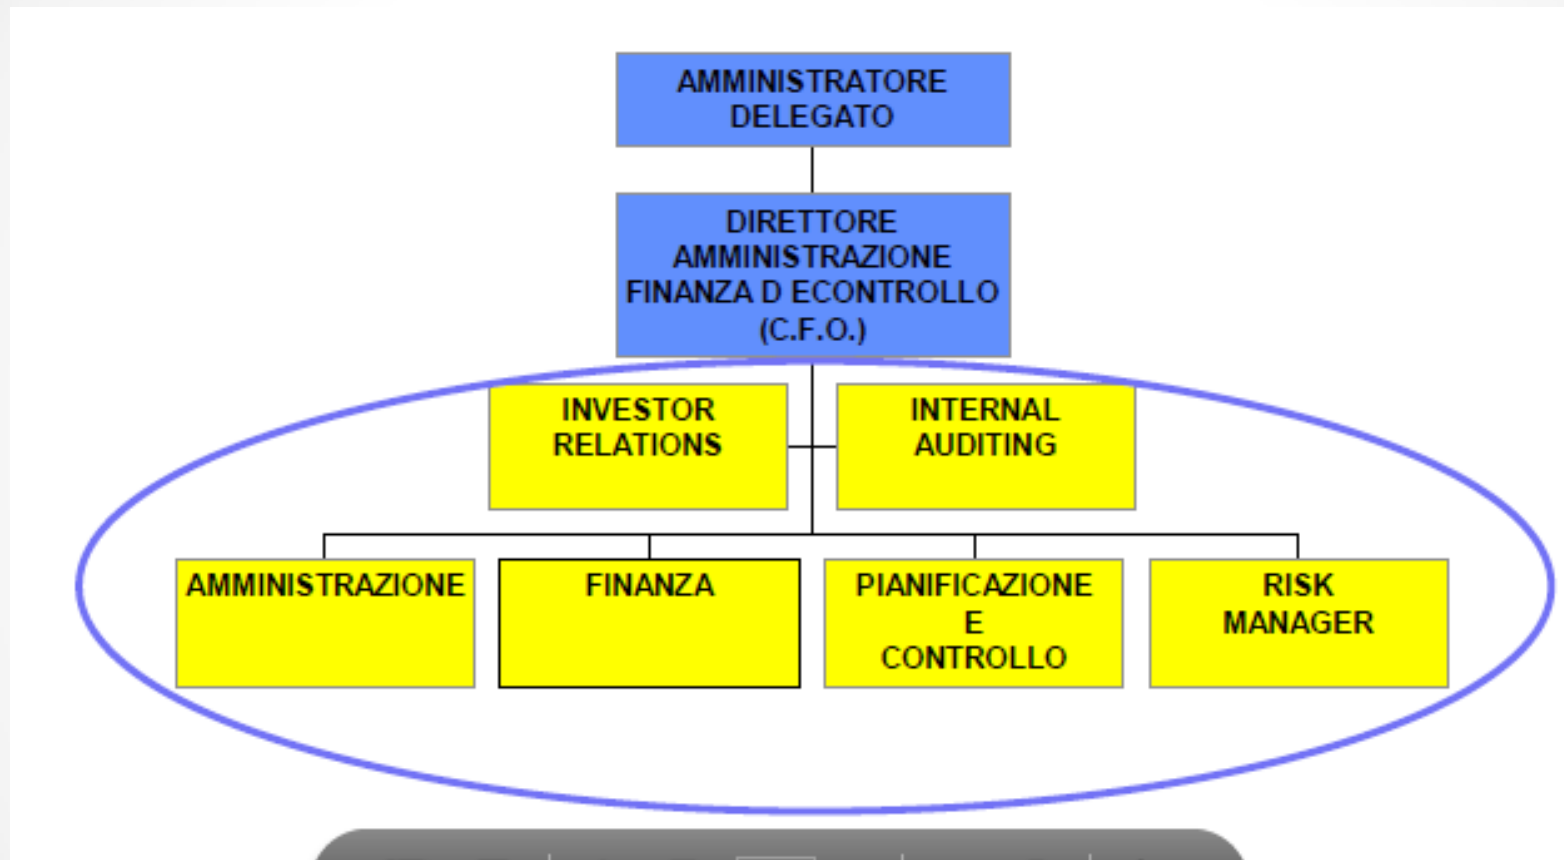 AMMINISTRATORE
DELEGATO
DIRETTORE
AMMINISTRAZIONE
FINANZA D ECONTROLLO
(C.F.O.)
INVESTOR
RELATIONS
INTERNAL
AUDITING
AMMINISTRAZIONE
FINANZA
PIANIFICAZIONE
E
CONTROLLO
RISK
MANAGER